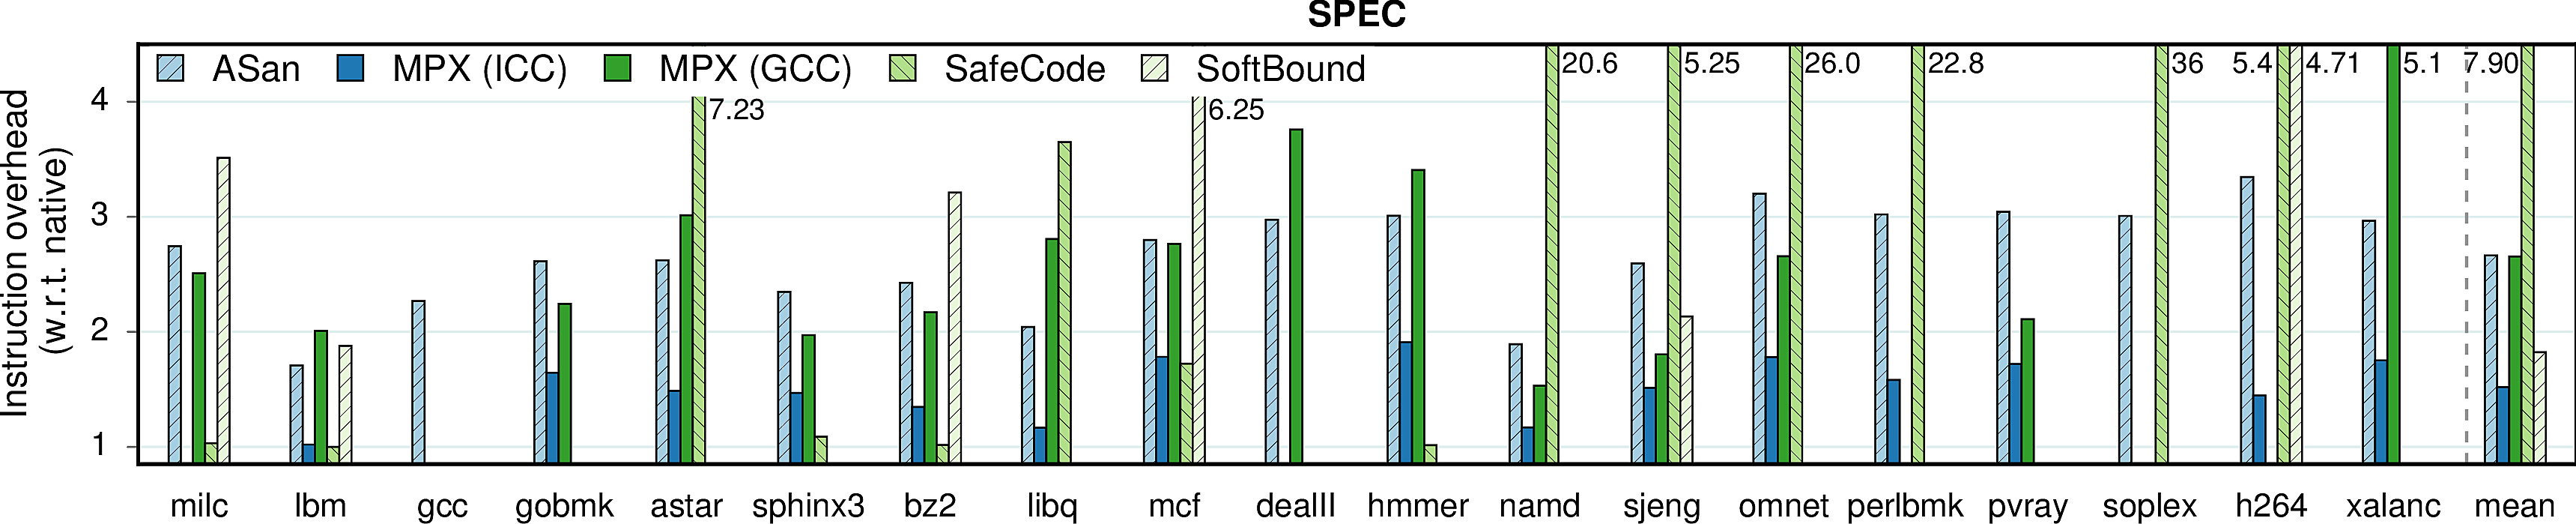 SPEC
ASan MPX (ICC) MPX (GCC) SafeCode SoftBound
20.6 5.25 26.0 22.8 36 5.4 4.71 5.1 7.90
7.23 6.25
Instruction overhead
(w.r.t. native)
4
3
2
1
milc lbm gcc gobmk astar sphinx3 bz2 libq mcf dealII hmmer namd sjeng omnet perlbmk pvray soplex h264 xalanc mean